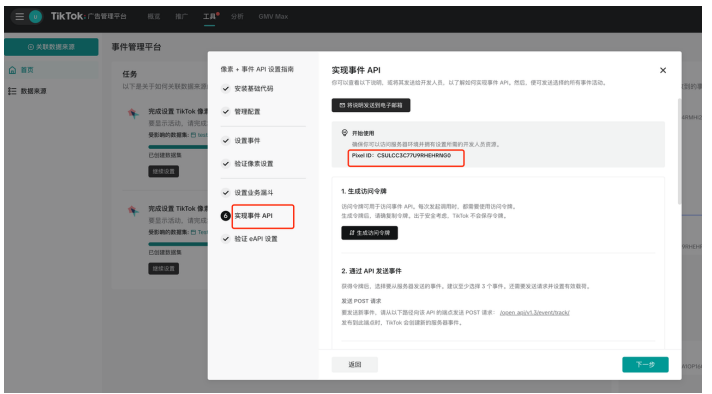 TikTok: 广告管理平台 概览 推广 工具 分析 GMV Max
关联数据来源
事件管理平台
首页
数据来源
任务
以下是关于如何关联数据来源
完成设置 TikTok 像素
要显示活动，请完成
受影响的数据集: test
已创建数据集
继续设置
完成设置 TikTok 像素
要显示活动，请完成
受影响的数据集:
已创建数据集
继续设置
像素 + 事件 API 设置指南
安装基础代码
管理配置
设置事件
验证像素设置
设置业务漏斗
6 实现事件 API
验证 eAPI 设置
实现事件 API
你可以查看以下说明，或将其发送给开发人员，以了解如何实现事件 API。然后，便可发送选择的所有事件活动。
将说明发送到电子邮箱
开始使用
确保你可以访问服务器环境并拥有设置所需的开发人员资源。
Pixel ID: CSULCC3C77U9RHEHRNG0
1. 生成访问令牌
访问令牌可用于访问事件 API。每次发起调用时，都需要使用访问令牌。
生成令牌后，请确复制令牌。出于安全考虑，TikTok 不会保存令牌。
生成访问令牌
2. 通过 API 发送事件
获得令牌后，选择要从服务器发送的事件。建议至少选择 3 个事件。还需要发送请求并设置有效载荷。
发送 POST 请求
要发送新事件，请从以下路径向该 API 的端点发送 POST 请求: /open_api/v1.3/event/track/
发布到此端点时，TikTok 会创建新的服务器事件。
返回
下一步